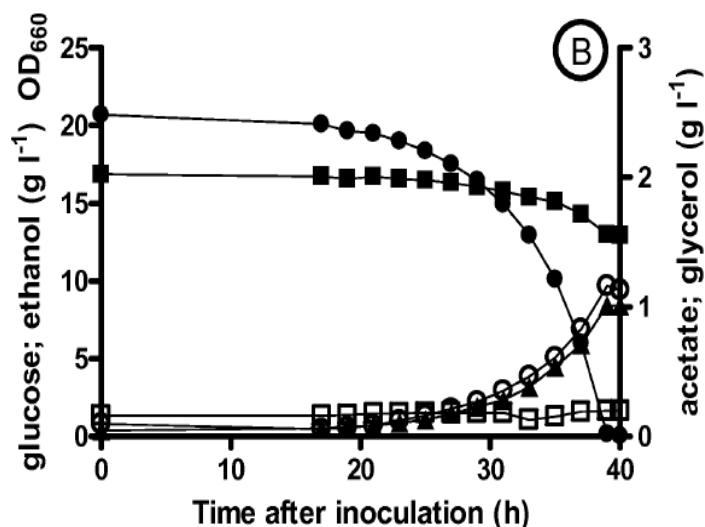 B
glucose; ethanol (g l⁻¹) OD₆₆₀
25
20
15
10
5
0
3
2
1
0
acetate; glycerol (g l⁻¹)
0 10 20 30 40
Time after inoculation (h)